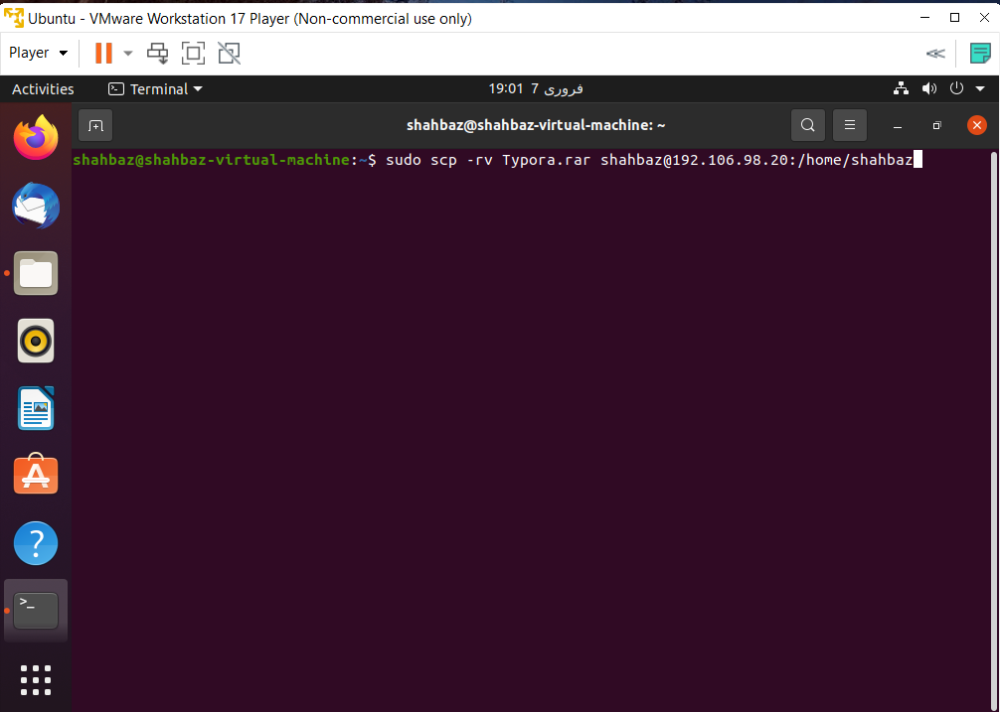 Ubuntu - VMware Workstation 17 Player (Non-commercial use only)
Player
Activities
Terminal
19:01 7 فروری
shahbaz@shahbaz-virtual-machine: ~
shahbaz@shahbaz-virtual-machine:~$ sudo scp -rv Typora.rar shahbaz@192.106.98.20:/home/shahbaz